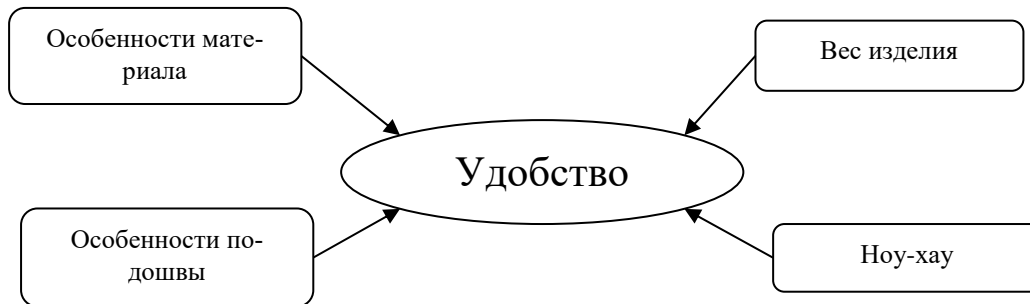 Особенности мате-
риала
Вес изделия
Удобство
Особенности по-
дошвы
Ноу-хау